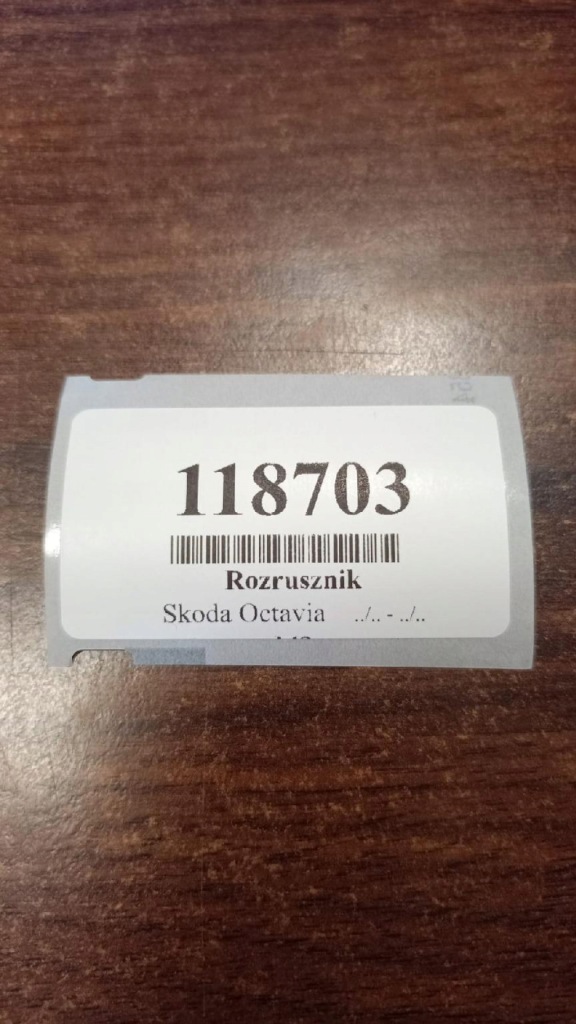 118703
Rozrusznik
Skoda Octavia ../.. - ../..